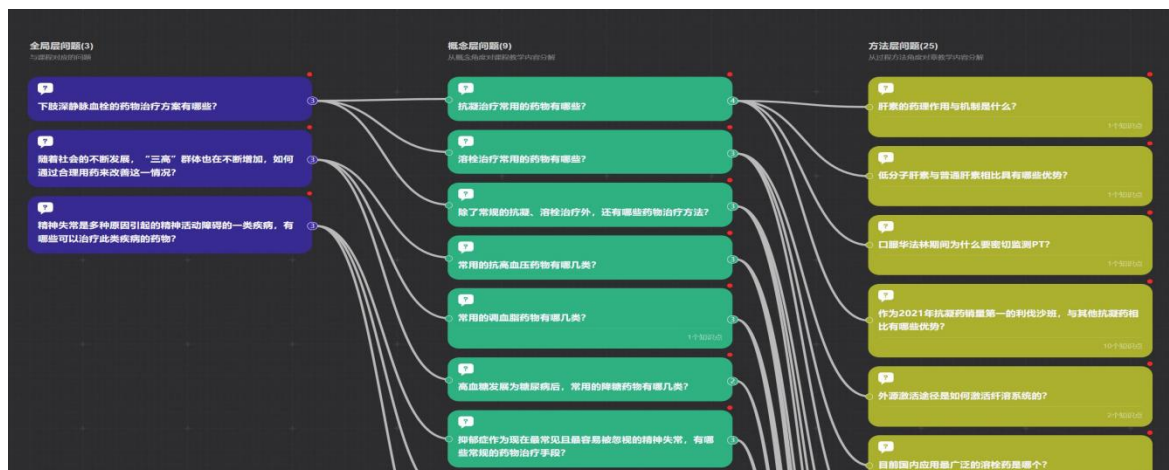 全局层问题(3)
与课程对应的问题
下肢深静脉血栓的药物治疗方案有哪些?
3
随着社会的不断发展，“三高”群体也在不断增加，如何
通过合理用药来改善这一情况?
3
精神失常是多种原因引起的精神活动障碍的一类疾病，有
哪些可以治疗此类疾病的药物?
3
概念层问题(9)
从概念角度对课程教学内容分解
抗凝治疗常用的药物有哪些?
4
溶栓治疗常用的药物有哪些?
3
除了常规的抗凝、溶栓治疗外，还有哪些药物治疗方法?
3
常用的抗高血压药物有哪几类?
3
常用的调血脂药物有哪几类?
3
1个知识点
高血糖发展为糖尿病后，常用的降糖药物有哪几类?
2
抑郁症作为现在最常见且最容易被忽视的精神失常，有哪
些常规的药物治疗手段?
3
方法层问题(25)
从过程方法角度对章教学内容分解
肝素的药理作用与机制是什么?
1个知识点
低分子肝素与普通肝素相比具有哪些优势?
1个知识点
口服华法林期间为什么要密切监测PT?
1个知识点
作为2021年抗凝药销量第一的利伐沙班，与其他抗凝药相
比有哪些优势?
10个知识点
外源激活途径是如何激活纤溶系统的?
2个知识点
目前国内应用最广泛的溶栓药是哪个?